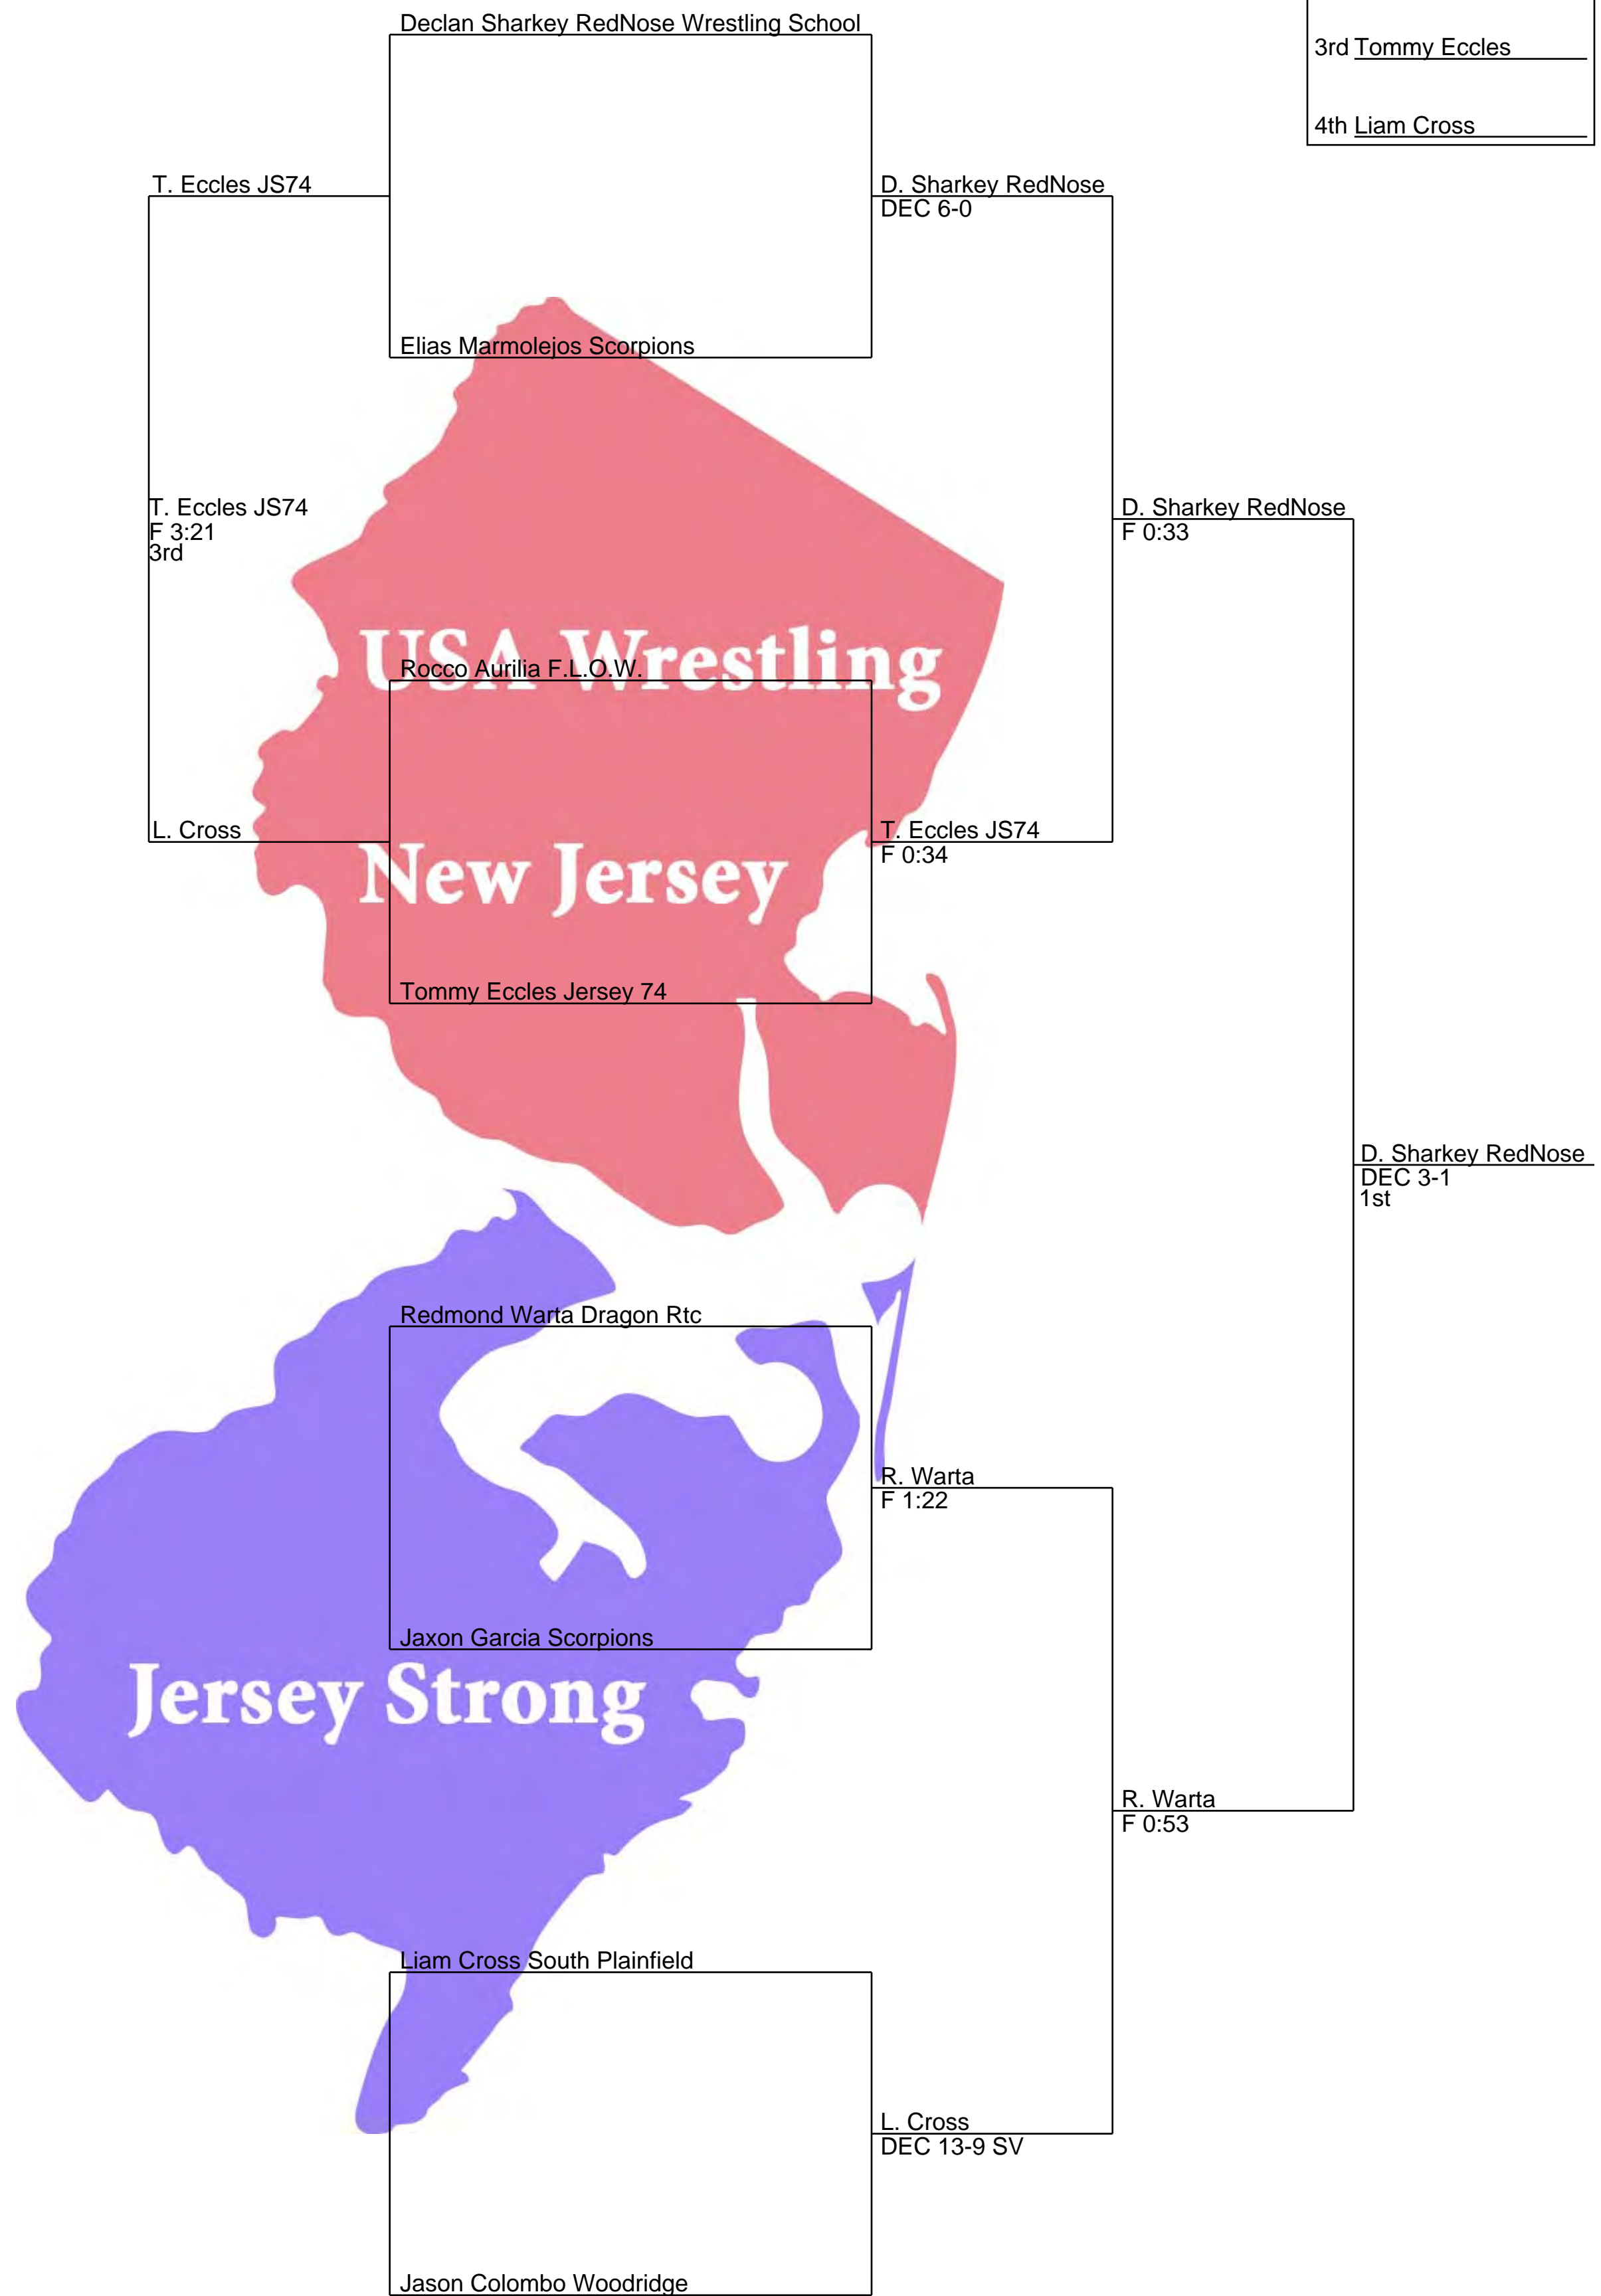 Declan Sharkey RedNose Wrestling School
3rd Tommy Eccles
4th Liam Cross
T. Eccles JS74
D. Sharkey RedNose
DEC 6-0
Elias Marmolejos Scorpions
T. Eccles JS74
F 3:21
3rd
D. Sharkey RedNose
F 0:33
USA Wrestling
Rocco Aurilia F.L.O.W.
L. Cross
T. Eccles JS74
F 0:34
New Jersey
Tommy Eccles Jersey 74
D. Sharkey RedNose
DEC 3-1
1st
Redmond Warta Dragon Rtc
R. Warta
F 1:22
Jaxon Garcia Scorpions
Jersey Strong
R. Warta
F 0:53
Liam Cross South Plainfield
L. Cross
DEC 13-9 SV
Jason Colombo Woodridge